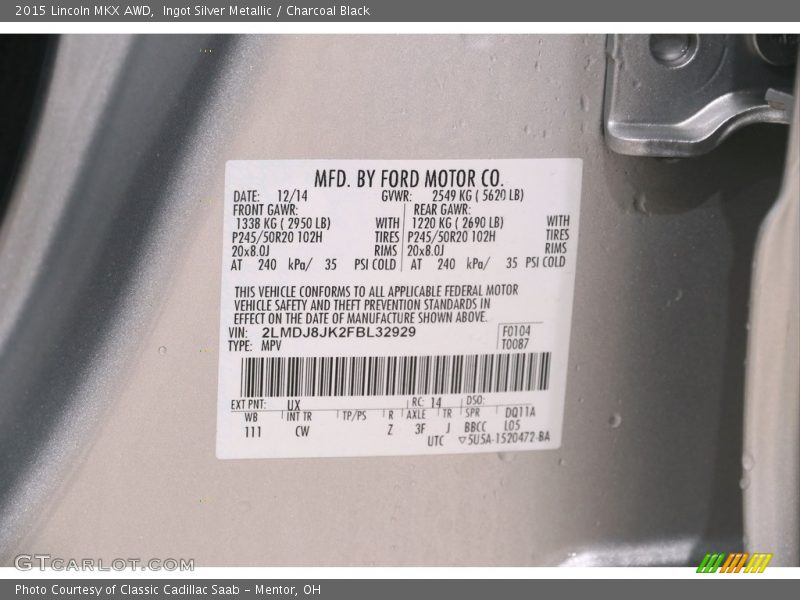 2015 Lincoln MKX AWD,  Ingot Silver Metallic / Charcoal Black
MFD. BY FORD MOTOR CO.
DATE: 12/14 GVWR: 2549 KG ( 5620 LB)
FRONT GAWR: REAR GAWR:
1338 KG ( 2950 LB) WITH 1220 KG ( 2690 LB) WITH
P245/50R20 102H TIRES P245/50R20 102H TIRES
20x8.0J RIMS 20x8.0J RIMS
AT 240 kPa/ 35 PSI COLD AT 240 kPa/ 35 PSI COLD
THIS VEHICLE CONFORMS TO ALL APPLICABLE FEDERAL MOTOR
VEHICLE SAFETY AND THEFT PREVENTION STANDARDS IN
EFFECT ON THE DATE OF MANUFACTURE SHOWN ABOVE.
VIN: 2LMDJ8JK2FBL32929 F0104
TYPE: MPV T0087
EXT PNT: UX RC: 14 DSO:
WB INT TR TP/PS R AXLE TR SPR DQ11A
111 CW Z 3F J BBCC L05
UTC ▽5U5A-1520472-BA
GTCARLOT.COM
Photo Courtesy of Classic Cadillac Saab - Mentor, OH